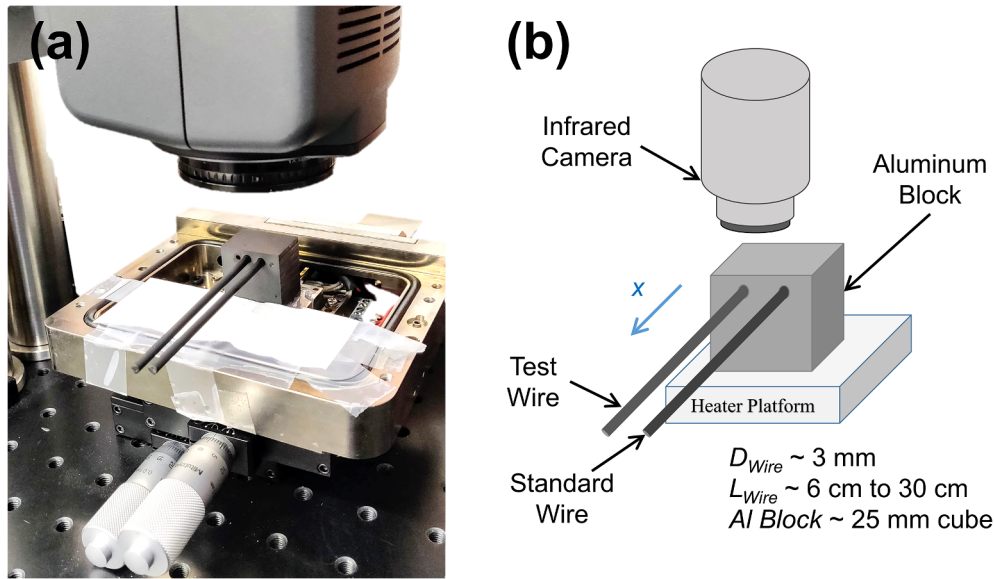 (a)
(b)
Infrared
Camera
Aluminum
Block
x
Test
Wire
Heater Platform
Standard
Wire
D_Wire ~ 3 mm
L_Wire ~ 6 cm to 30 cm
Al Block ~ 25 mm cube